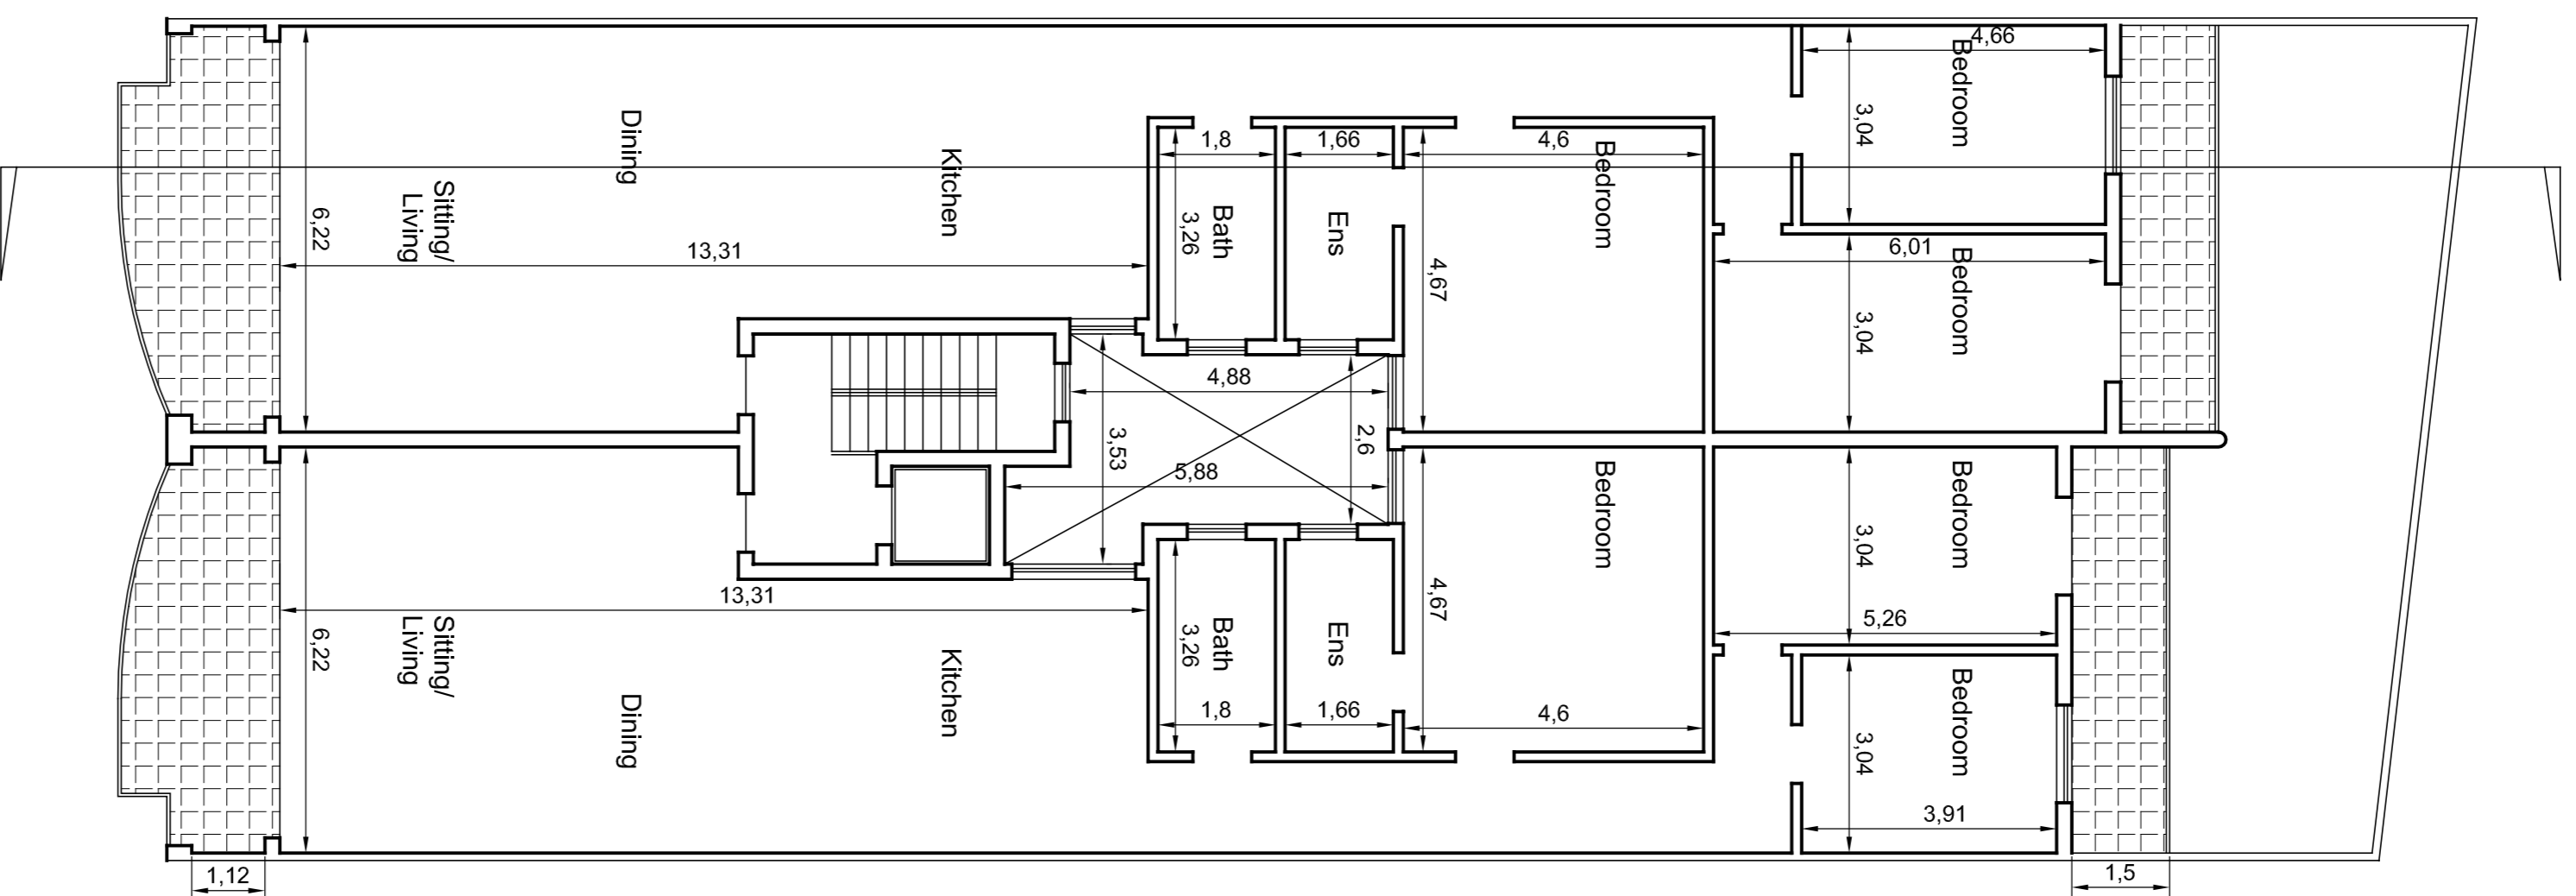 4,66
Bedroom
3,04
Dining
Kitchen
1,8
1,66
4,6
Bedroom
Sitting/
Living
6,22
13,31
Bath
3,26
Ens
4,67
6,01
Bedroom
3,04
4,88
3,53
2,6
5,88
Bedroom
Bedroom
3,04
5,26
13,31
6,22
Sitting/
Living
Dining
Kitchen
Bath
3,26
1,8
Ens
1,66
4,67
4,6
Bedroom
3,04
3,91
1,12
1,5